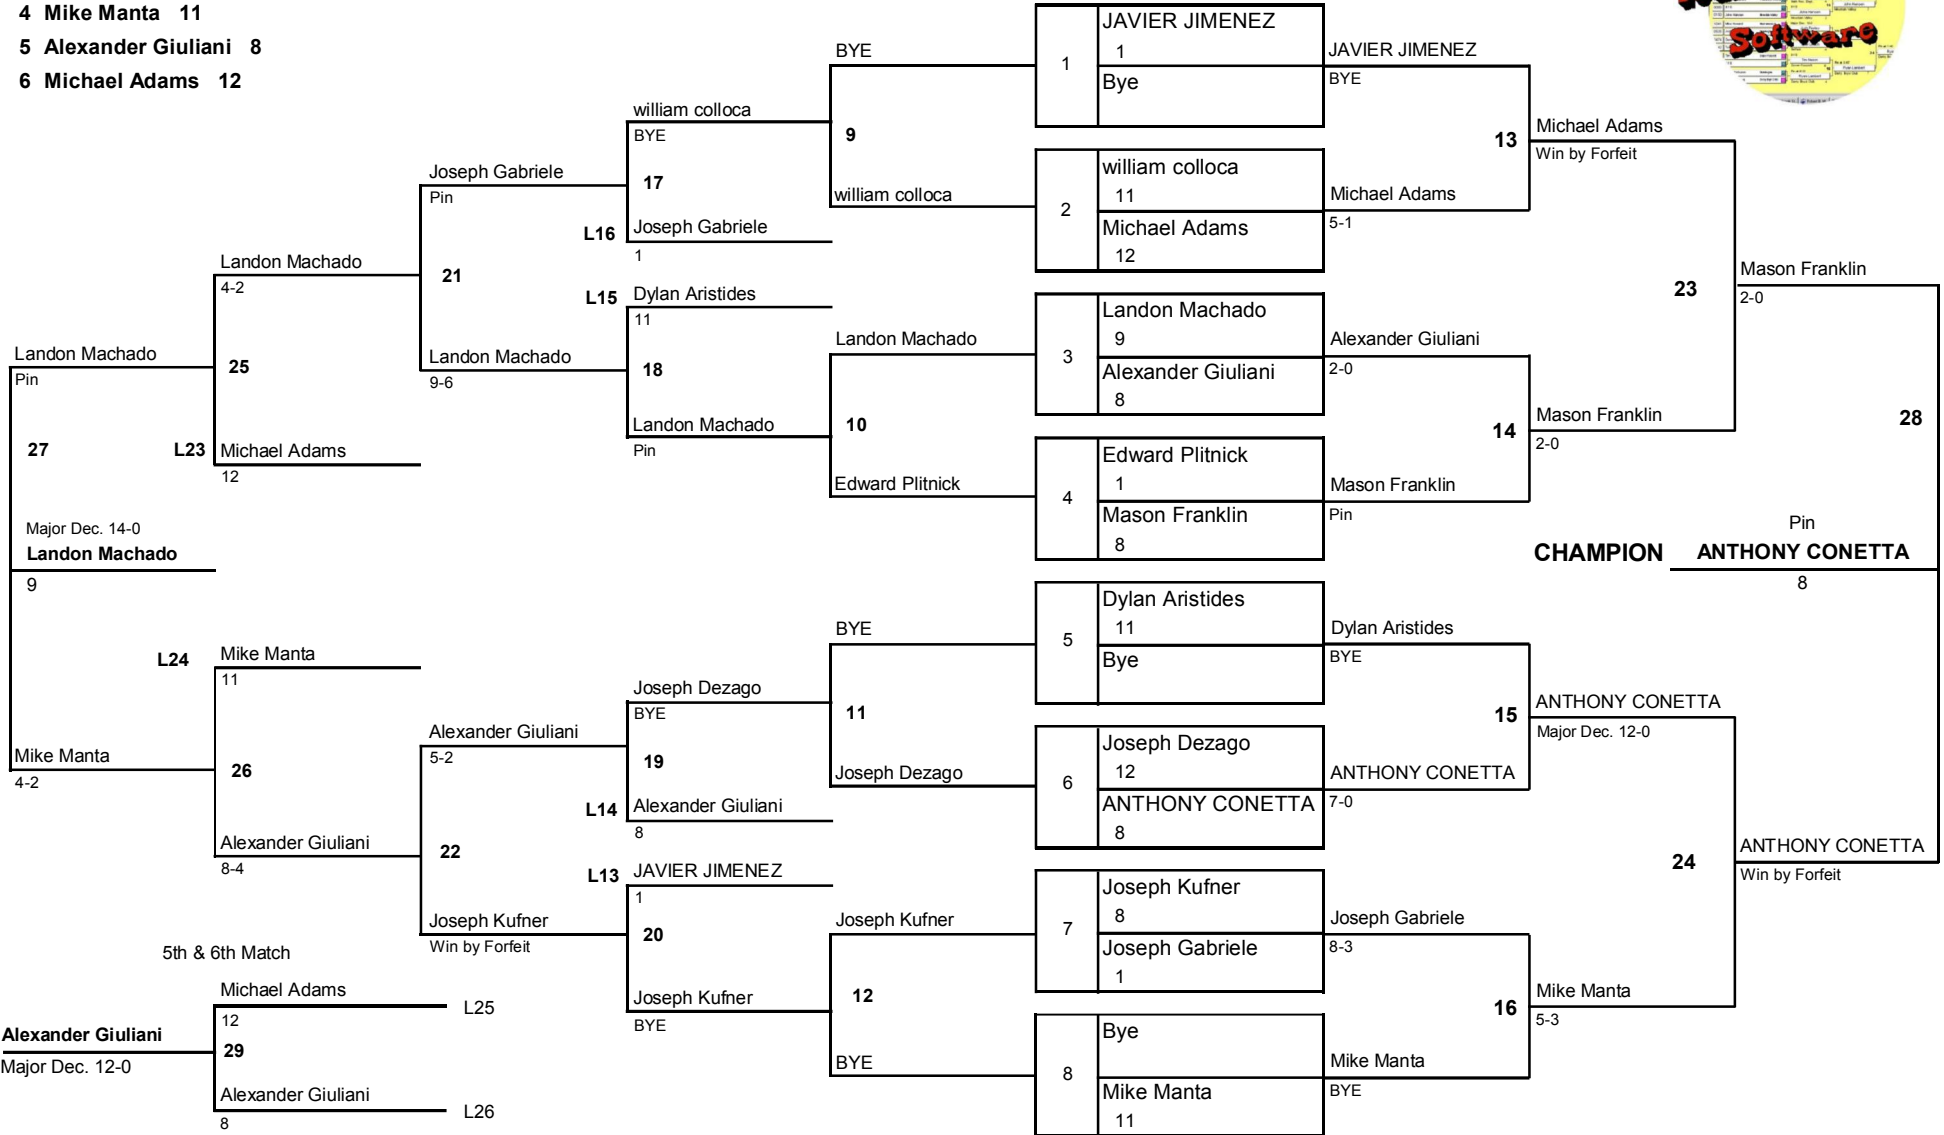 4 Mike Manta 11
5 Alexander Giuliani 8
6 Michael Adams 12
Software
BYE
william colloca
BYE
9
william colloca
17
Joseph Gabriele
Pin
L16
Joseph Gabriele
1
21
Landon Machado
4-2
L15
Dylan Aristides
11
18
Landon Machado
9-6
Landon Machado
Pin
Landon Machado
10
Edward Plitnick
Landon Machado
Pin
25
27
L23
Michael Adams
12
Major Dec. 14-0
Landon Machado
9
L24
Mike Manta
11
Mike Manta
4-2
26
Alexander Giuliani
8-4
Alexander Giuliani
5-2
22
Joseph Kufner
Win by Forfeit
BYE
Joseph Dezago
BYE
11
Joseph Dezago
19
L14
Alexander Giuliani
8
L13
JAVIER JIMENEZ
1
20
Joseph Kufner
BYE
Joseph Kufner
12
BYE
5th & 6th Match
Michael Adams
12
L25
Alexander Giuliani
Major Dec. 12-0
29
Alexander Giuliani
8
L26
1
JAVIER JIMENEZ
1
Bye
2
william colloca
11
Michael Adams
12
3
Landon Machado
9
Alexander Giuliani
8
4
Edward Plitnick
1
Mason Franklin
8
5
Dylan Aristides
11
Bye
6
Joseph Dezago
12
ANTHONY CONETTA
8
7
Joseph Kufner
8
Joseph Gabriele
1
8
Bye
Mike Manta
11
JAVIER JIMENEZ
BYE
13
Michael Adams
5-1
Michael Adams
Win by Forfeit
Alexander Giuliani
2-0
14
Mason Franklin
Pin
Mason Franklin
2-0
23
Mason Franklin
2-0
28
Pin
CHAMPION ANTHONY CONETTA
8
Dylan Aristides
BYE
15
ANTHONY CONETTA
7-0
ANTHONY CONETTA
Major Dec. 12-0
Joseph Gabriele
8-3
16
Mike Manta
BYE
Mike Manta
5-3
24
ANTHONY CONETTA
Win by Forfeit